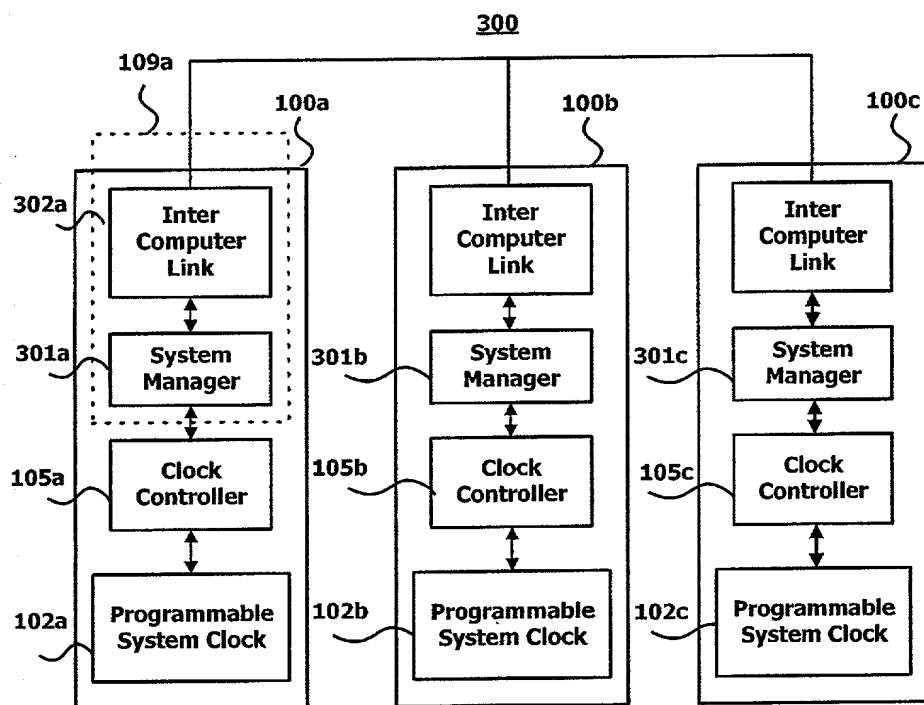 300
109a
100a
100b
100c
302a
Inter
Computer
Link
Inter
Computer
Link
Inter
Computer
Link
301a
System
Manager
301b
System
Manager
301c
System
Manager
105a
Clock
Controller
105b
Clock
Controller
105c
Clock
Controller
102a
Programmable
System Clock
102b
Programmable
System Clock
102c
Programmable
System Clock